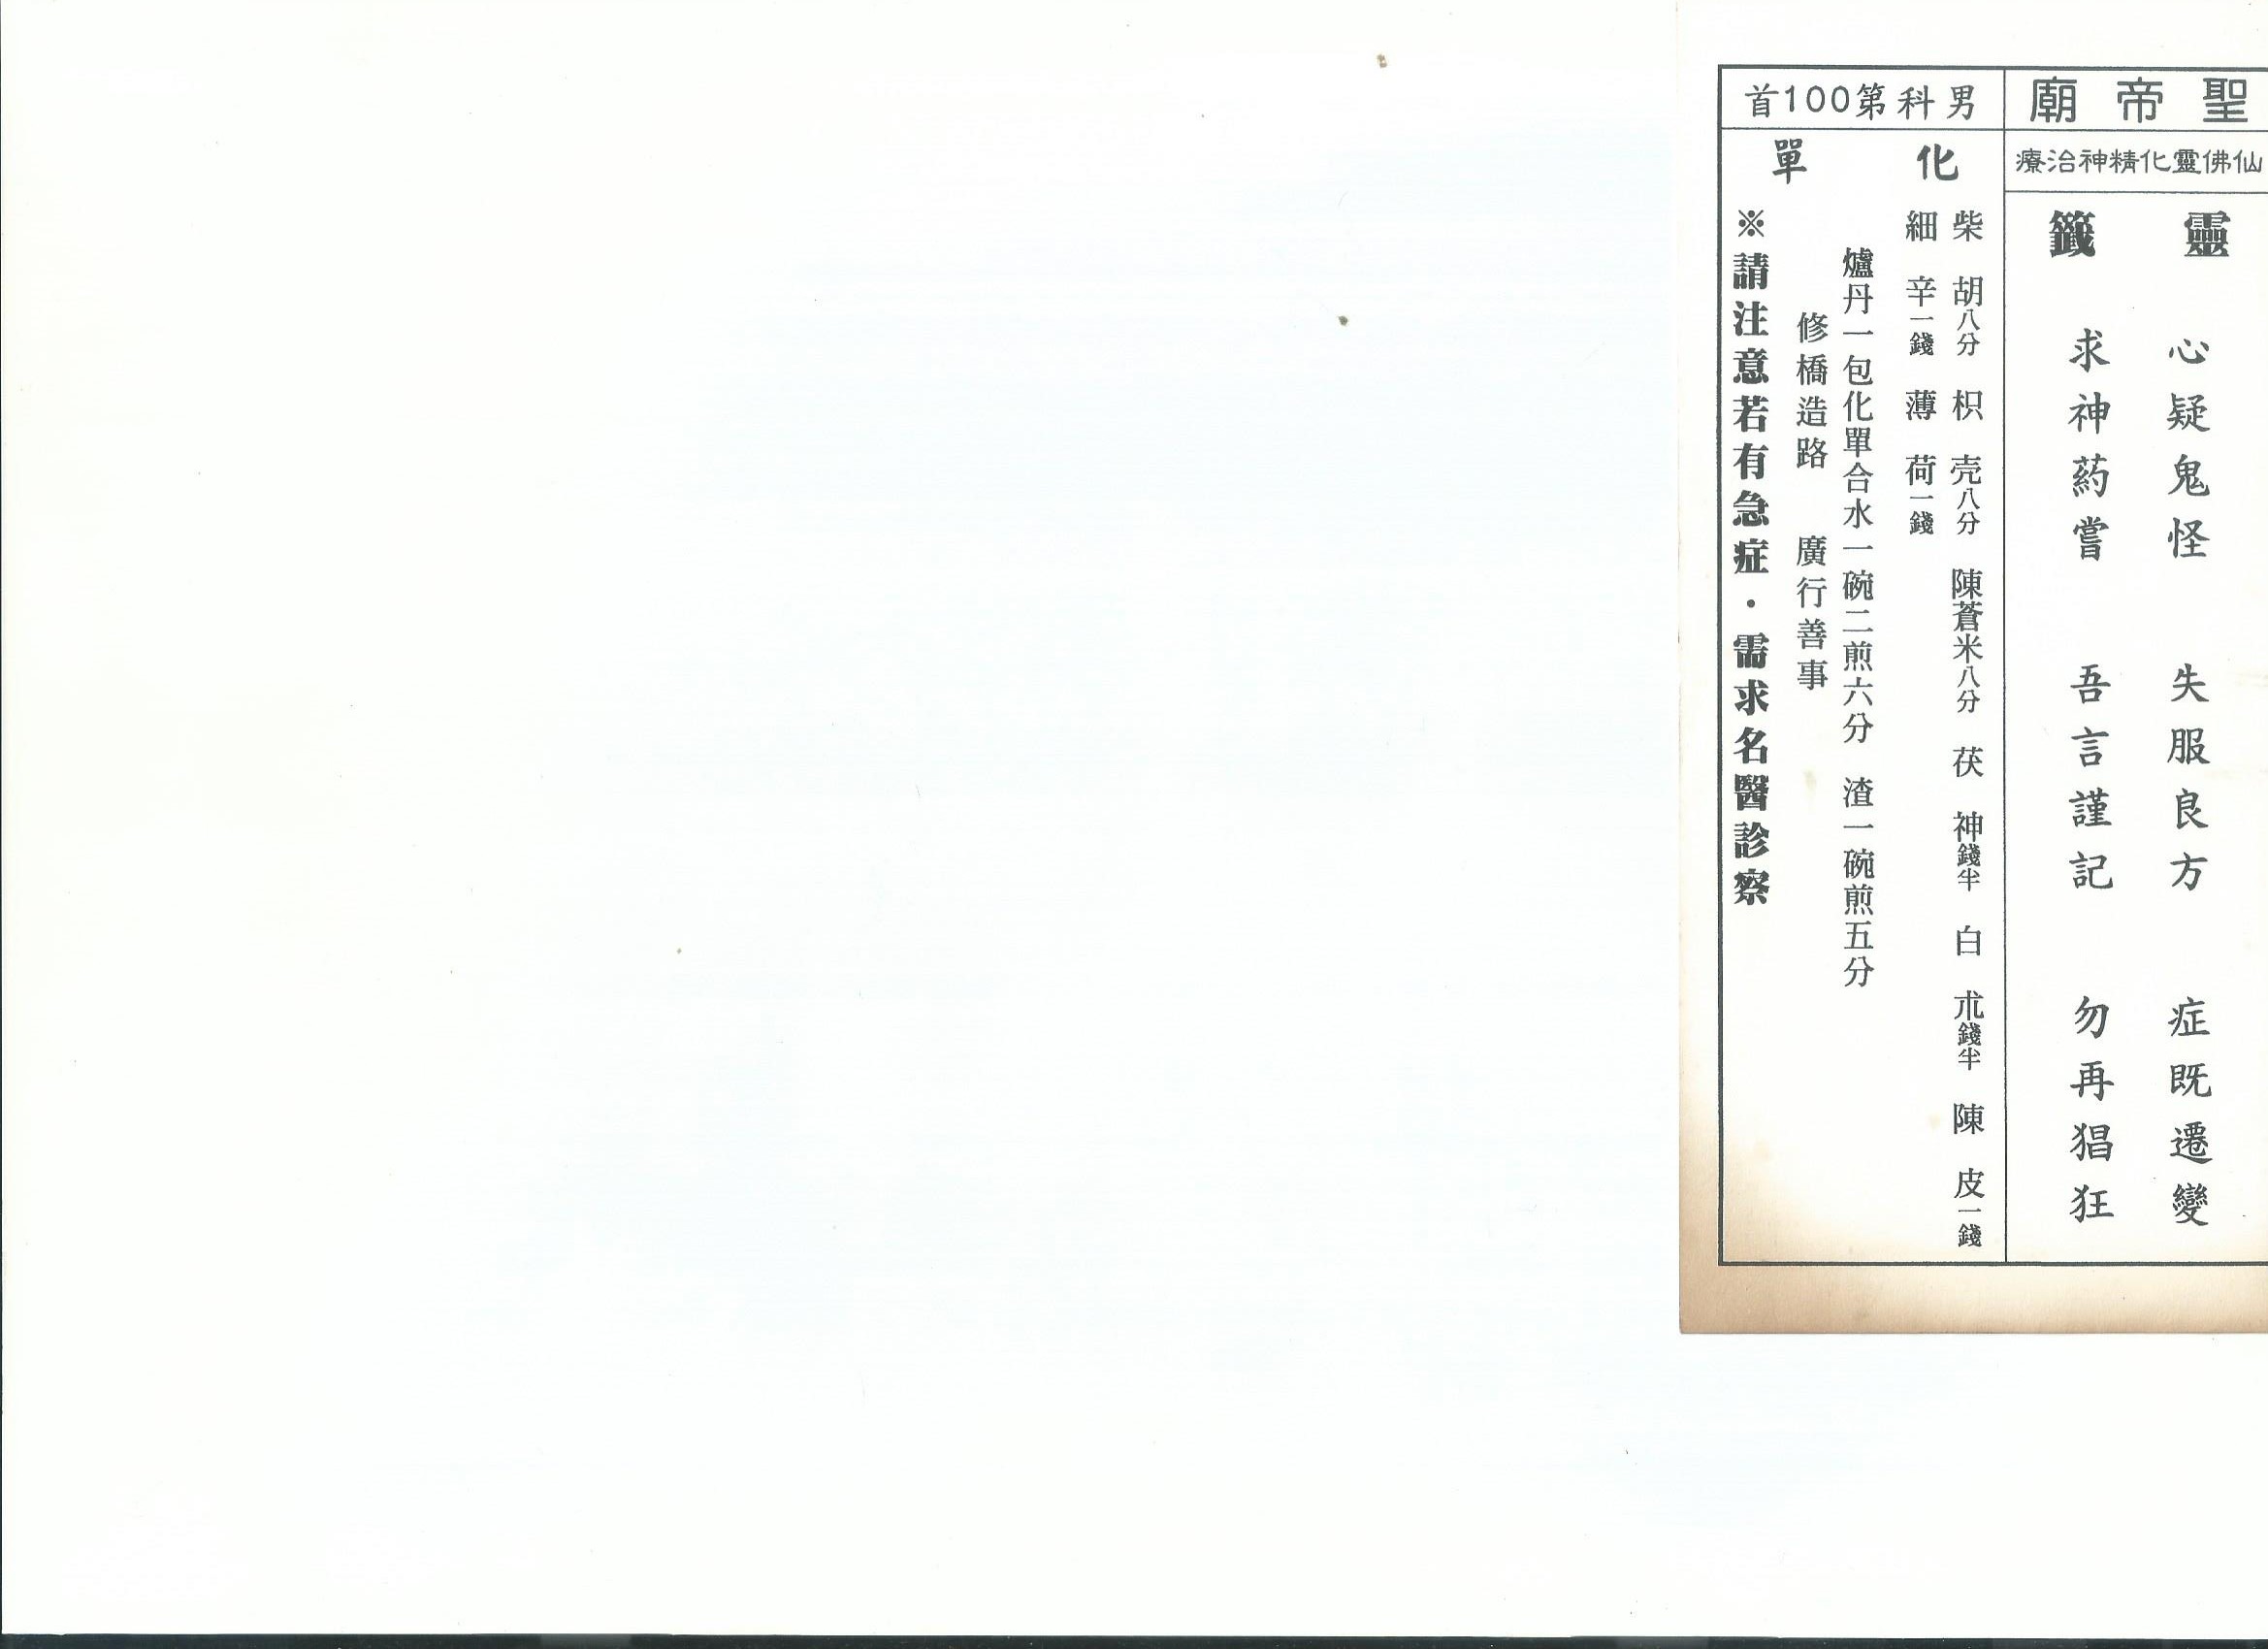 聖帝廟
仙佛靈化精神治療
靈籤
心疑鬼怪　失服良方　症既遷變
求神葯嘗　吾言謹記　勿再猖狂
男科第100首
化單
柴胡八分　枳壳八分　陳蒼米八分　茯神錢半　白朮錢半　陳皮一錢
細辛一錢　薄荷一錢
爐丹一包化單合水一碗二煎六分　渣一碗煎五分
修橋造路　廣行善事
※請注意若有急症．需求名醫診察